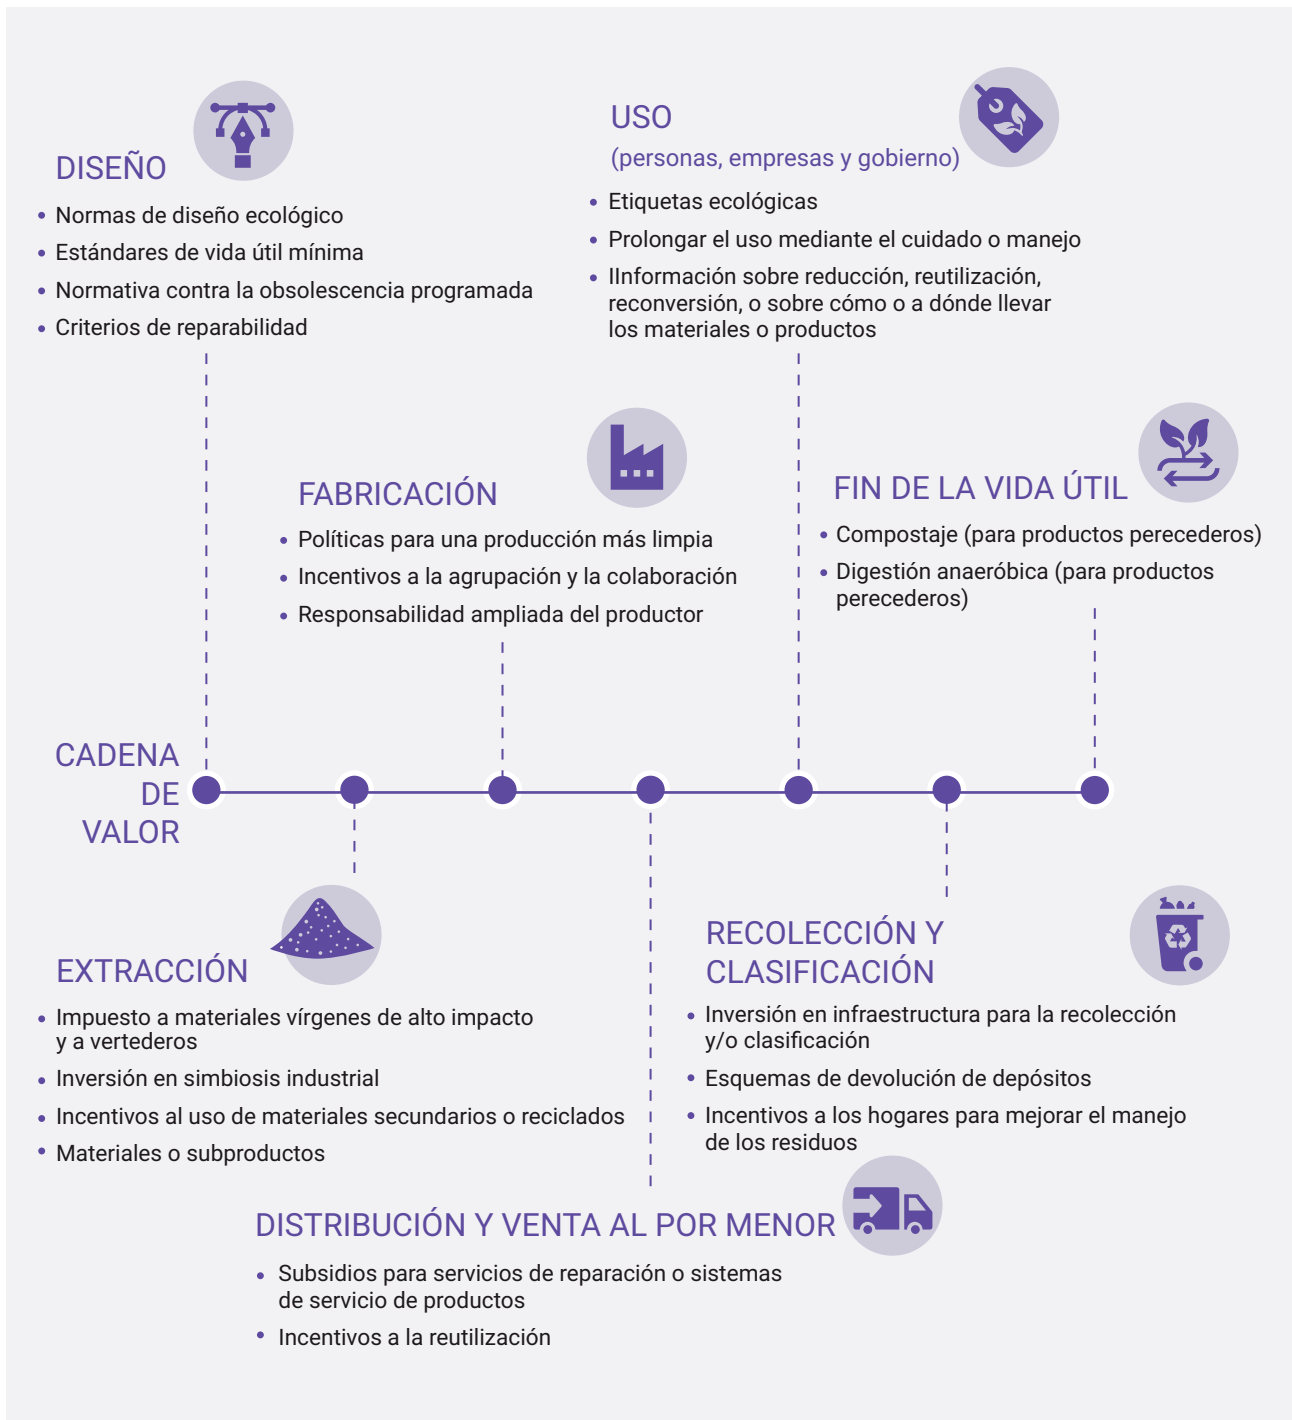 DISEÑO
• Normas de diseño ecológico
• Estándares de vida útil mínima
• Normativa contra la obsolescencia programada
• Criterios de reparabilidad
USO
(personas, empresas y gobierno)
• Etiquetas ecológicas
• Prolongar el uso mediante el cuidado o manejo
• IInformación sobre reducción, reutilización,
reconversión, o sobre cómo o a dónde llevar
los materiales o productos
FABRICACIÓN
• Políticas para una producción más limpia
• Incentivos a la agrupación y la colaboración
• Responsabilidad ampliada del productor
FIN DE LA VIDA ÚTIL
• Compostaje (para productos perecederos)
• Digestión anaeróbica (para productos
perecederos)
CADENA
DE
VALOR
EXTRACCIÓN
• Impuesto a materiales vírgenes de alto impacto
y a vertederos
• Inversión en simbiosis industrial
• Incentivos al uso de materiales secundarios o reciclados
• Materiales o subproductos
RECOLECCIÓN Y
CLASIFICACIÓN
• Inversión en infraestructura para la recolección
y/o clasificación
• Esquemas de devolución de depósitos
• Incentivos a los hogares para mejorar el manejo
de los residuos
DISTRIBUCIÓN Y VENTA AL POR MENOR
• Subsidios para servicios de reparación o sistemas
de servicio de productos
• Incentivos a la reutilización